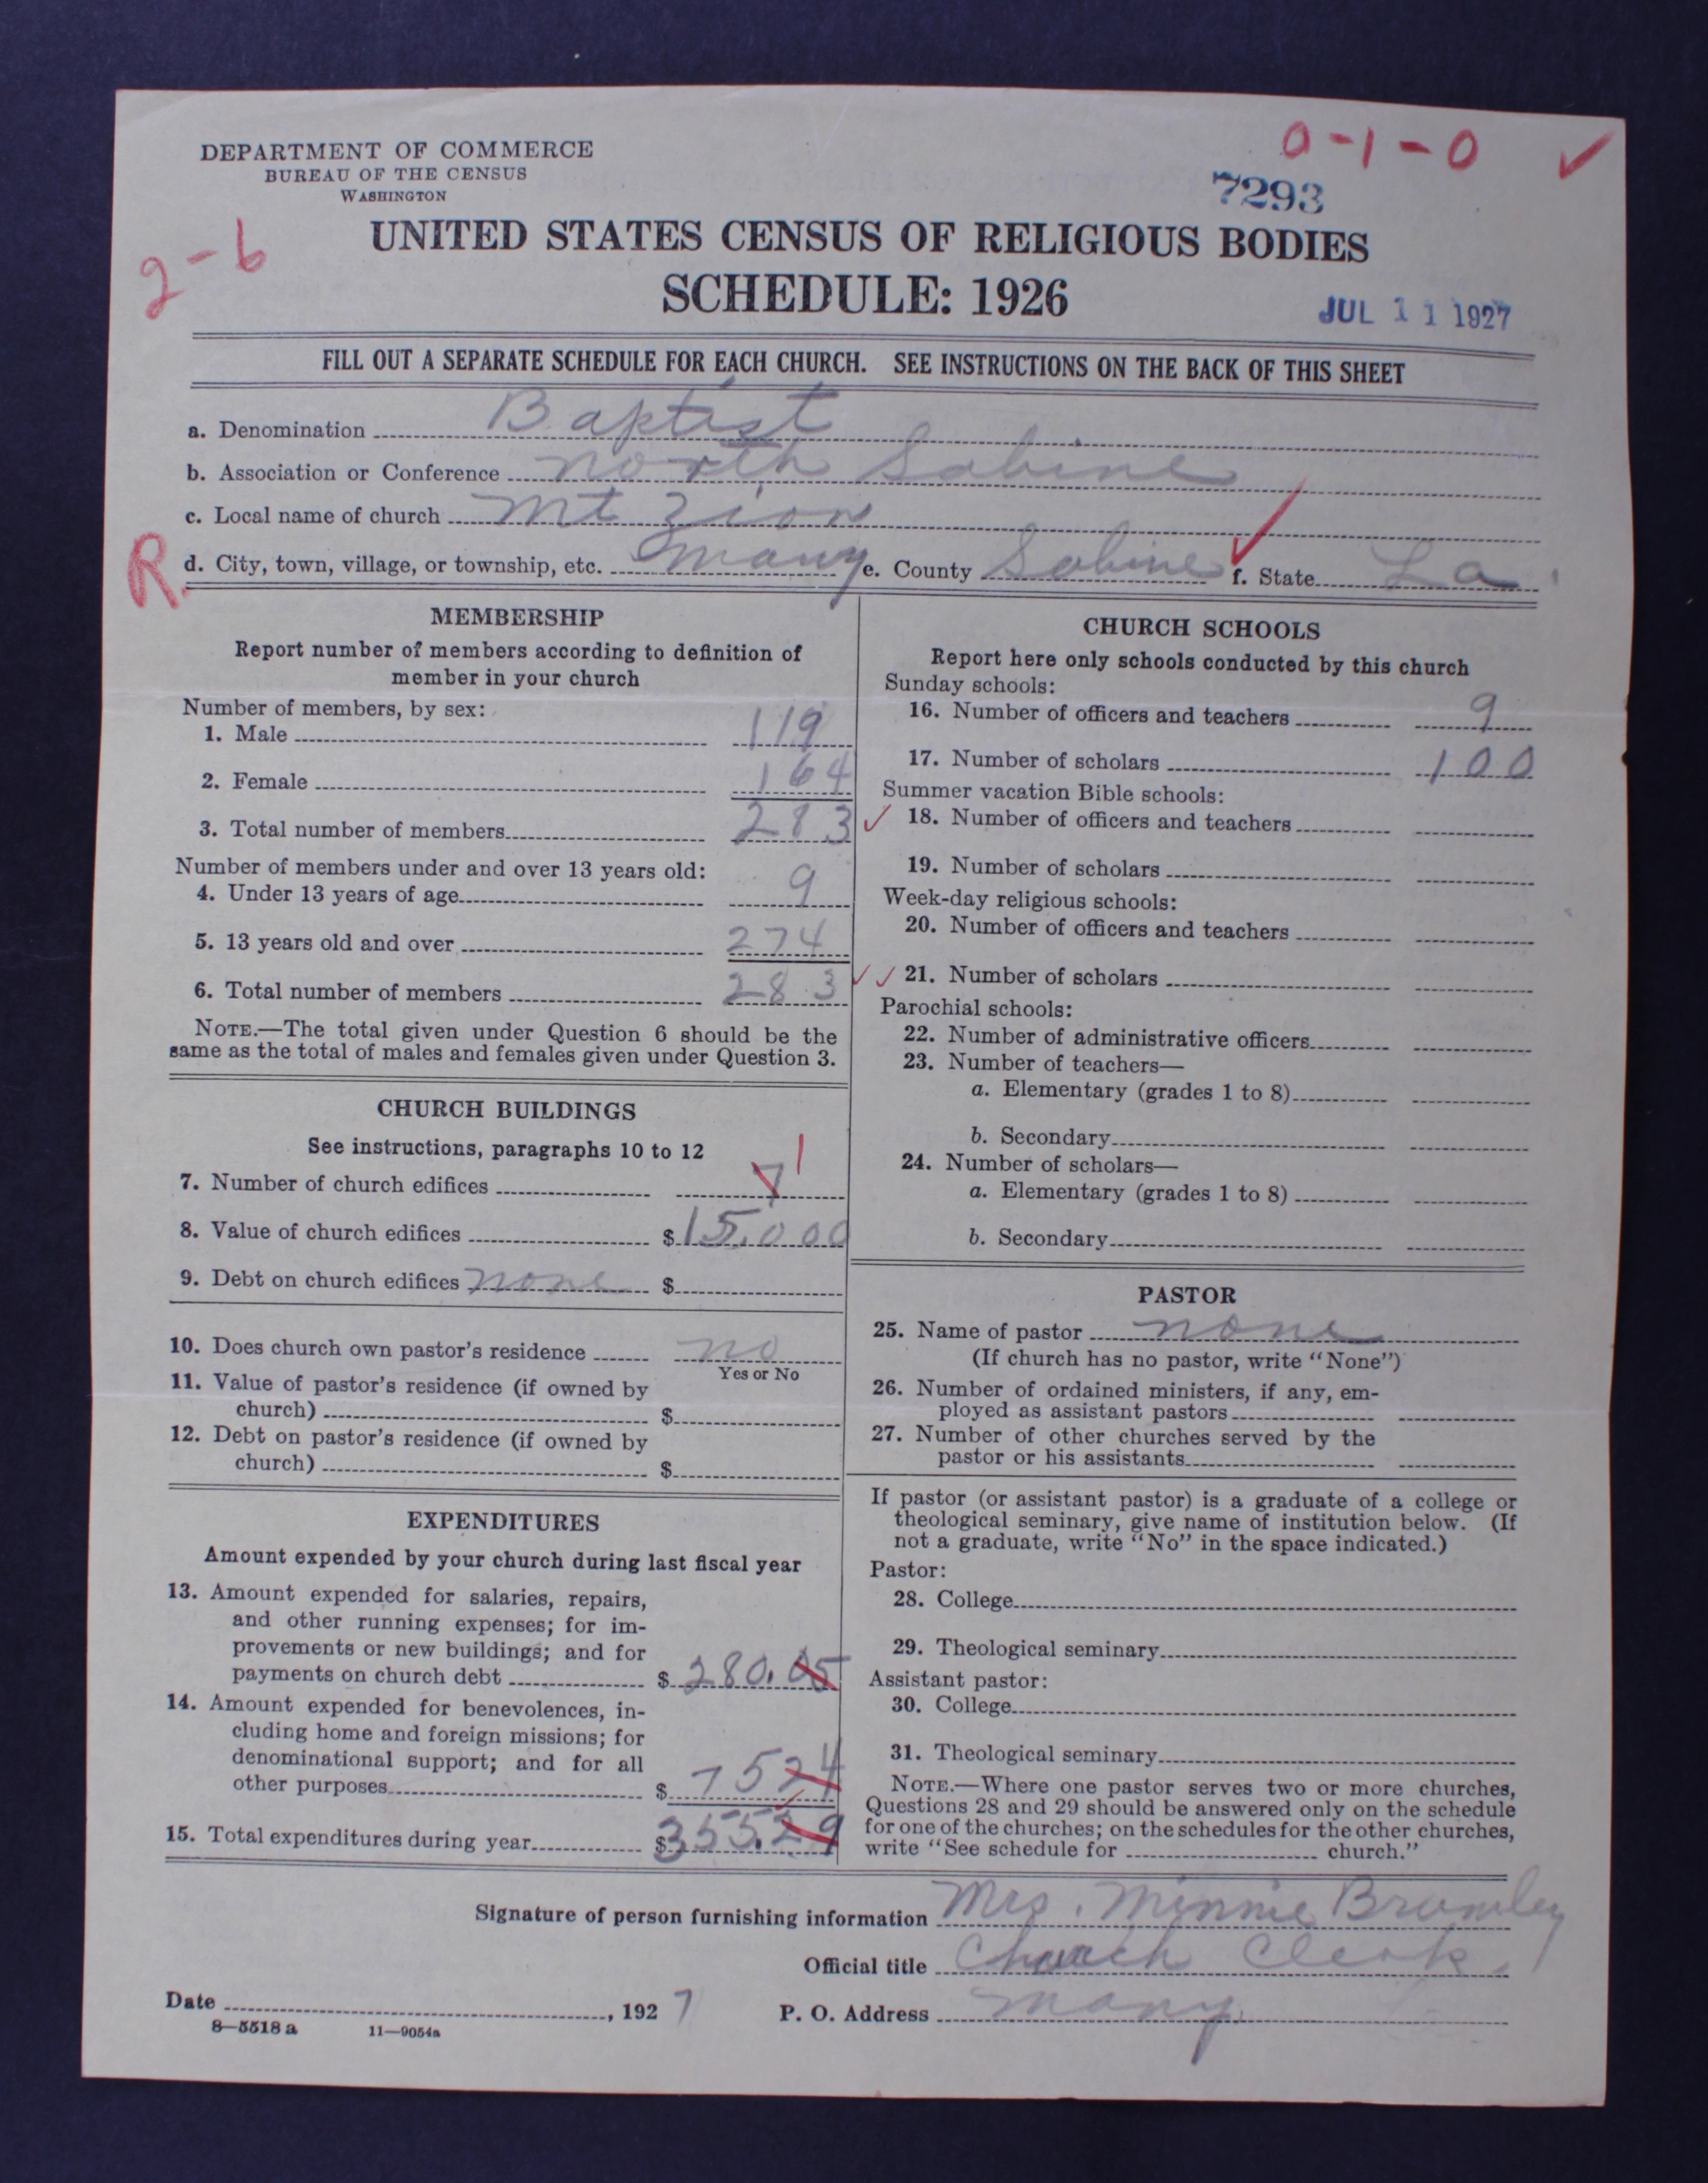 0-1-0 ✓
DEPARTMENT OF COMMERCE
BUREAU OF THE CENSUS
WASHINGTON
7293
2-6
UNITED STATES CENSUS OF RELIGIOUS BODIES
SCHEDULE: 1926
JUL 11 1927
FILL OUT A SEPARATE SCHEDULE FOR EACH CHURCH. SEE INSTRUCTIONS ON THE BACK OF THIS SHEET
a. Denomination Baptist
b. Association or Conference North Sabine
c. Local name of church Mt Zion
R
d. City, town, village, or township, etc. Many e. County Sabine ✓ f. State La.
MEMBERSHIP
Report number of members according to definition of
member in your church
Number of members, by sex:
1. Male 119
2. Female 164
3. Total number of members 283
Number of members under and over 13 years old:
4. Under 13 years of age 9
5. 13 years old and over 274
6. Total number of members 283 ✓
NOTE.—The total given under Question 6 should be the
same as the total of males and females given under Question 3.
CHURCH BUILDINGS
See instructions, paragraphs 10 to 12
7. Number of church edifices 7 1
8. Value of church edifices $15,000
9. Debt on church edifices none $
10. Does church own pastor's residence no
Yes or No
11. Value of pastor's residence (if owned by
church) $
12. Debt on pastor's residence (if owned by
church) $
EXPENDITURES
Amount expended by your church during last fiscal year
13. Amount expended for salaries, repairs,
and other running expenses; for im-
provements or new buildings; and for
payments on church debt $280.05
14. Amount expended for benevolences, in-
cluding home and foreign missions; for
denominational support; and for all
other purposes $7524
15. Total expenditures during year $355.29
CHURCH SCHOOLS
Report here only schools conducted by this church
Sunday schools:
16. Number of officers and teachers 9
17. Number of scholars 100
Summer vacation Bible schools:
✓ 18. Number of officers and teachers
19. Number of scholars
Week-day religious schools:
20. Number of officers and teachers
✓ 21. Number of scholars
Parochial schools:
22. Number of administrative officers
23. Number of teachers—
a. Elementary (grades 1 to 8)
b. Secondary
24. Number of scholars—
a. Elementary (grades 1 to 8)
b. Secondary
PASTOR
25. Name of pastor none
(If church has no pastor, write "None")
26. Number of ordained ministers, if any, em-
ployed as assistant pastors
27. Number of other churches served by the
pastor or his assistants
If pastor (or assistant pastor) is a graduate of a college or
theological seminary, give name of institution below. (If
not a graduate, write "No" in the space indicated.)
Pastor:
28. College
29. Theological seminary
Assistant pastor:
30. College
31. Theological seminary
NOTE.—Where one pastor serves two or more churches,
Questions 28 and 29 should be answered only on the schedule
for one of the churches; on the schedules for the other churches,
write "See schedule for church."
Signature of person furnishing information Mrs. Minnie Brumley
Official title Church Clerk.
Date , 1927 P. O. Address Many
8—5518 a 11—9054a